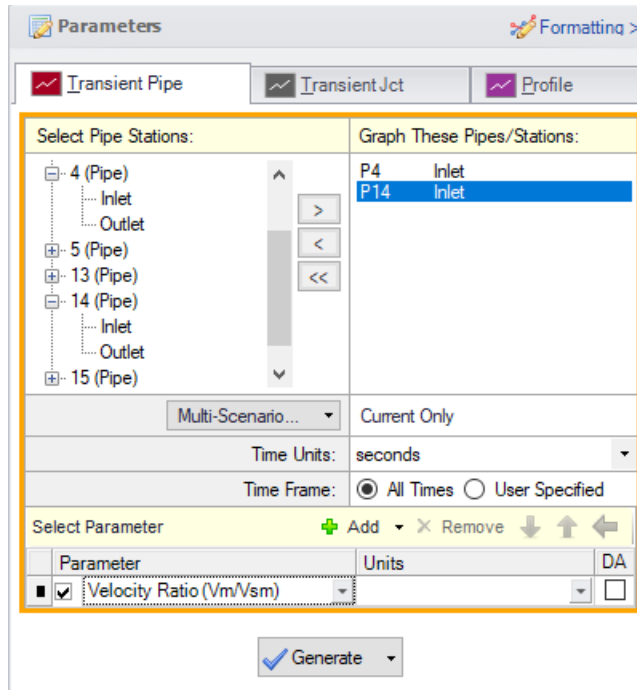 Parameters
Formatting >
Transient Pipe
Transient Jct
Profile
Select Pipe Stations:
Graph These Pipes/Stations:
4 (Pipe)
Inlet
Outlet
5 (Pipe)
13 (Pipe)
14 (Pipe)
Inlet
Outlet
15 (Pipe)
>
<
<<
P4 Inlet
P14 Inlet
Multi-Scenario...
Current Only
Time Units:
seconds
Time Frame:
All Times
User Specified
Select Parameter
Add
Remove
Parameter
Units
DA
Velocity Ratio (Vm/Vsm)
Generate